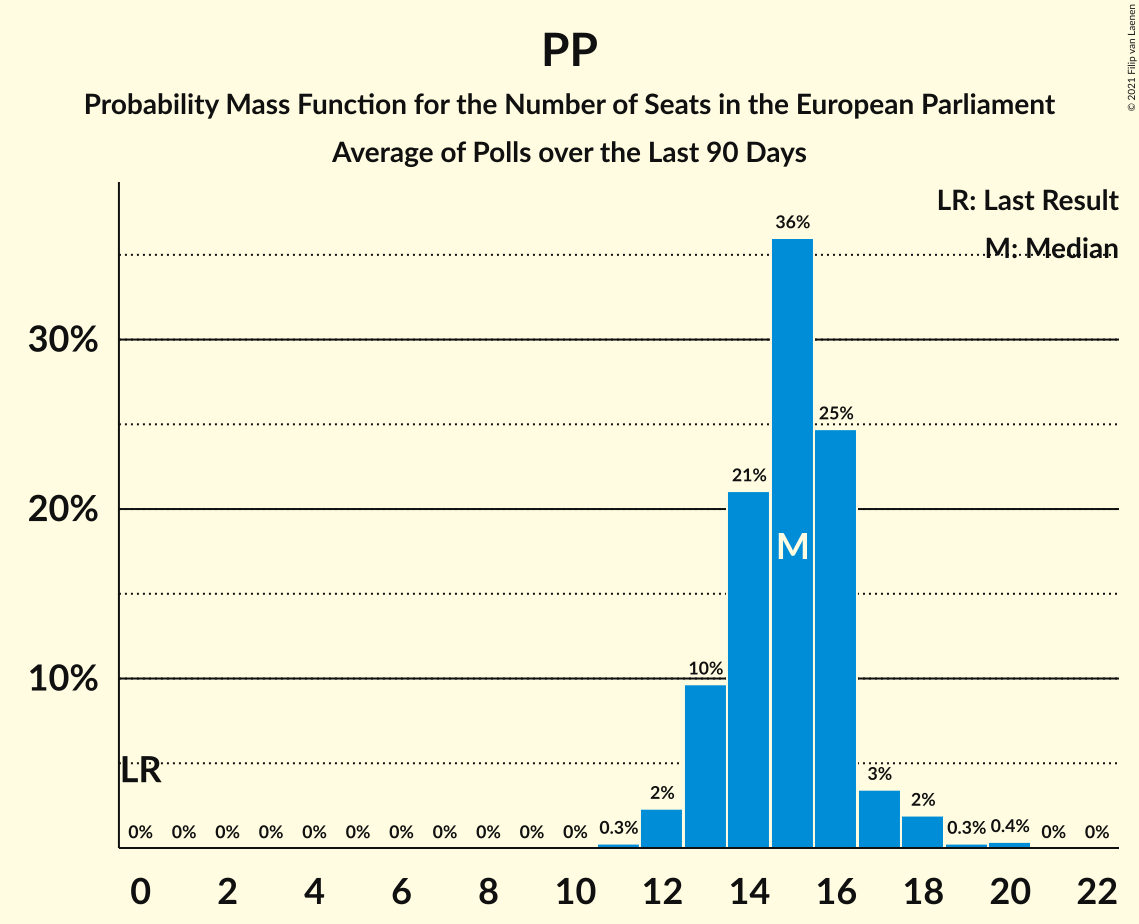 PP
Probability Mass Function for the Number of Seats in the European Parliament
Average of Polls over the Last 90 Days
© 2021 Filip van Laenen
LR: Last Result
M: Median
36%
30%
25%
21%
20%
M
10%
10%
LR
3%
2%
2%
0% 0% 0% 0% 0% 0% 0% 0% 0% 0% 0% 0.3% 0.3% 0.4% 0% 0%
0 2 4 6 8 10 12 14 16 18 20 22